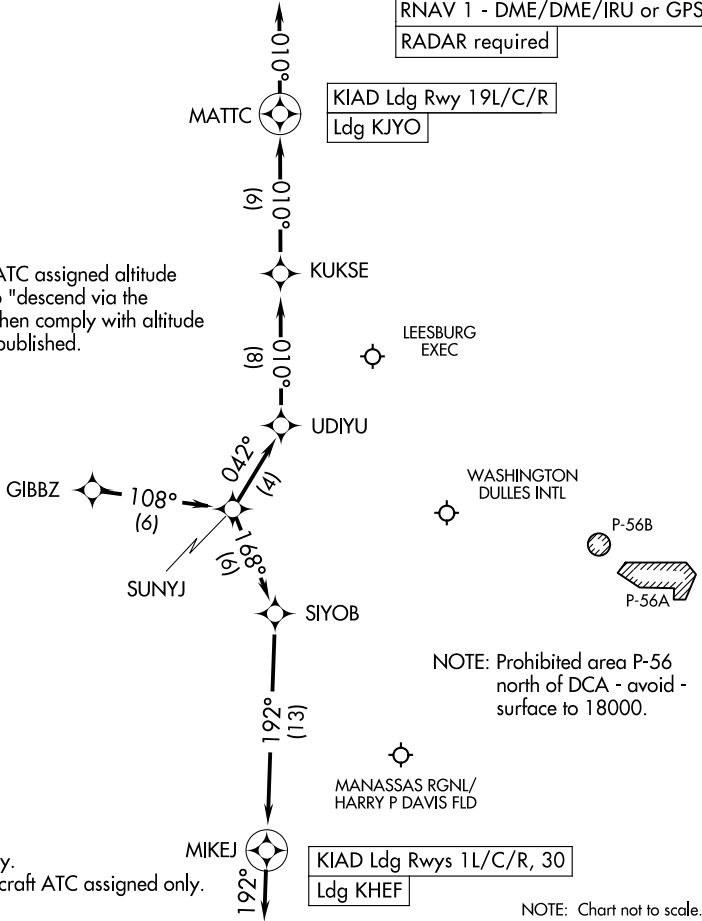 RNAV 1 - DME/DME/IRU or GPS
RADAR required
010°
MATTC
KIAD Ldg Rwy 19L/C/R
Ldg KJYO
010°
(9)
KUKSE
ATC assigned altitude
"descend via the
then comply with altitude
published.
LEESBURG
EXEC
010°
(8)
UDIYU
042°
(4)
GIBBZ
108°
(6)
WASHINGTON
DULLES INTL
P-56B
P-56A
SUNYJ
168°
(6)
SIYOB
NOTE: Prohibited area P-56
north of DCA - avoid -
surface to 18000.
192°
(13)
MANASSAS RGNL/
HARRY P DAVIS FLD
MIKEJ
KIAD Ldg Rwys 1L/C/R, 30
Ldg KHEF
y.
craft ATC assigned only.
192°
NOTE: Chart not to scale.